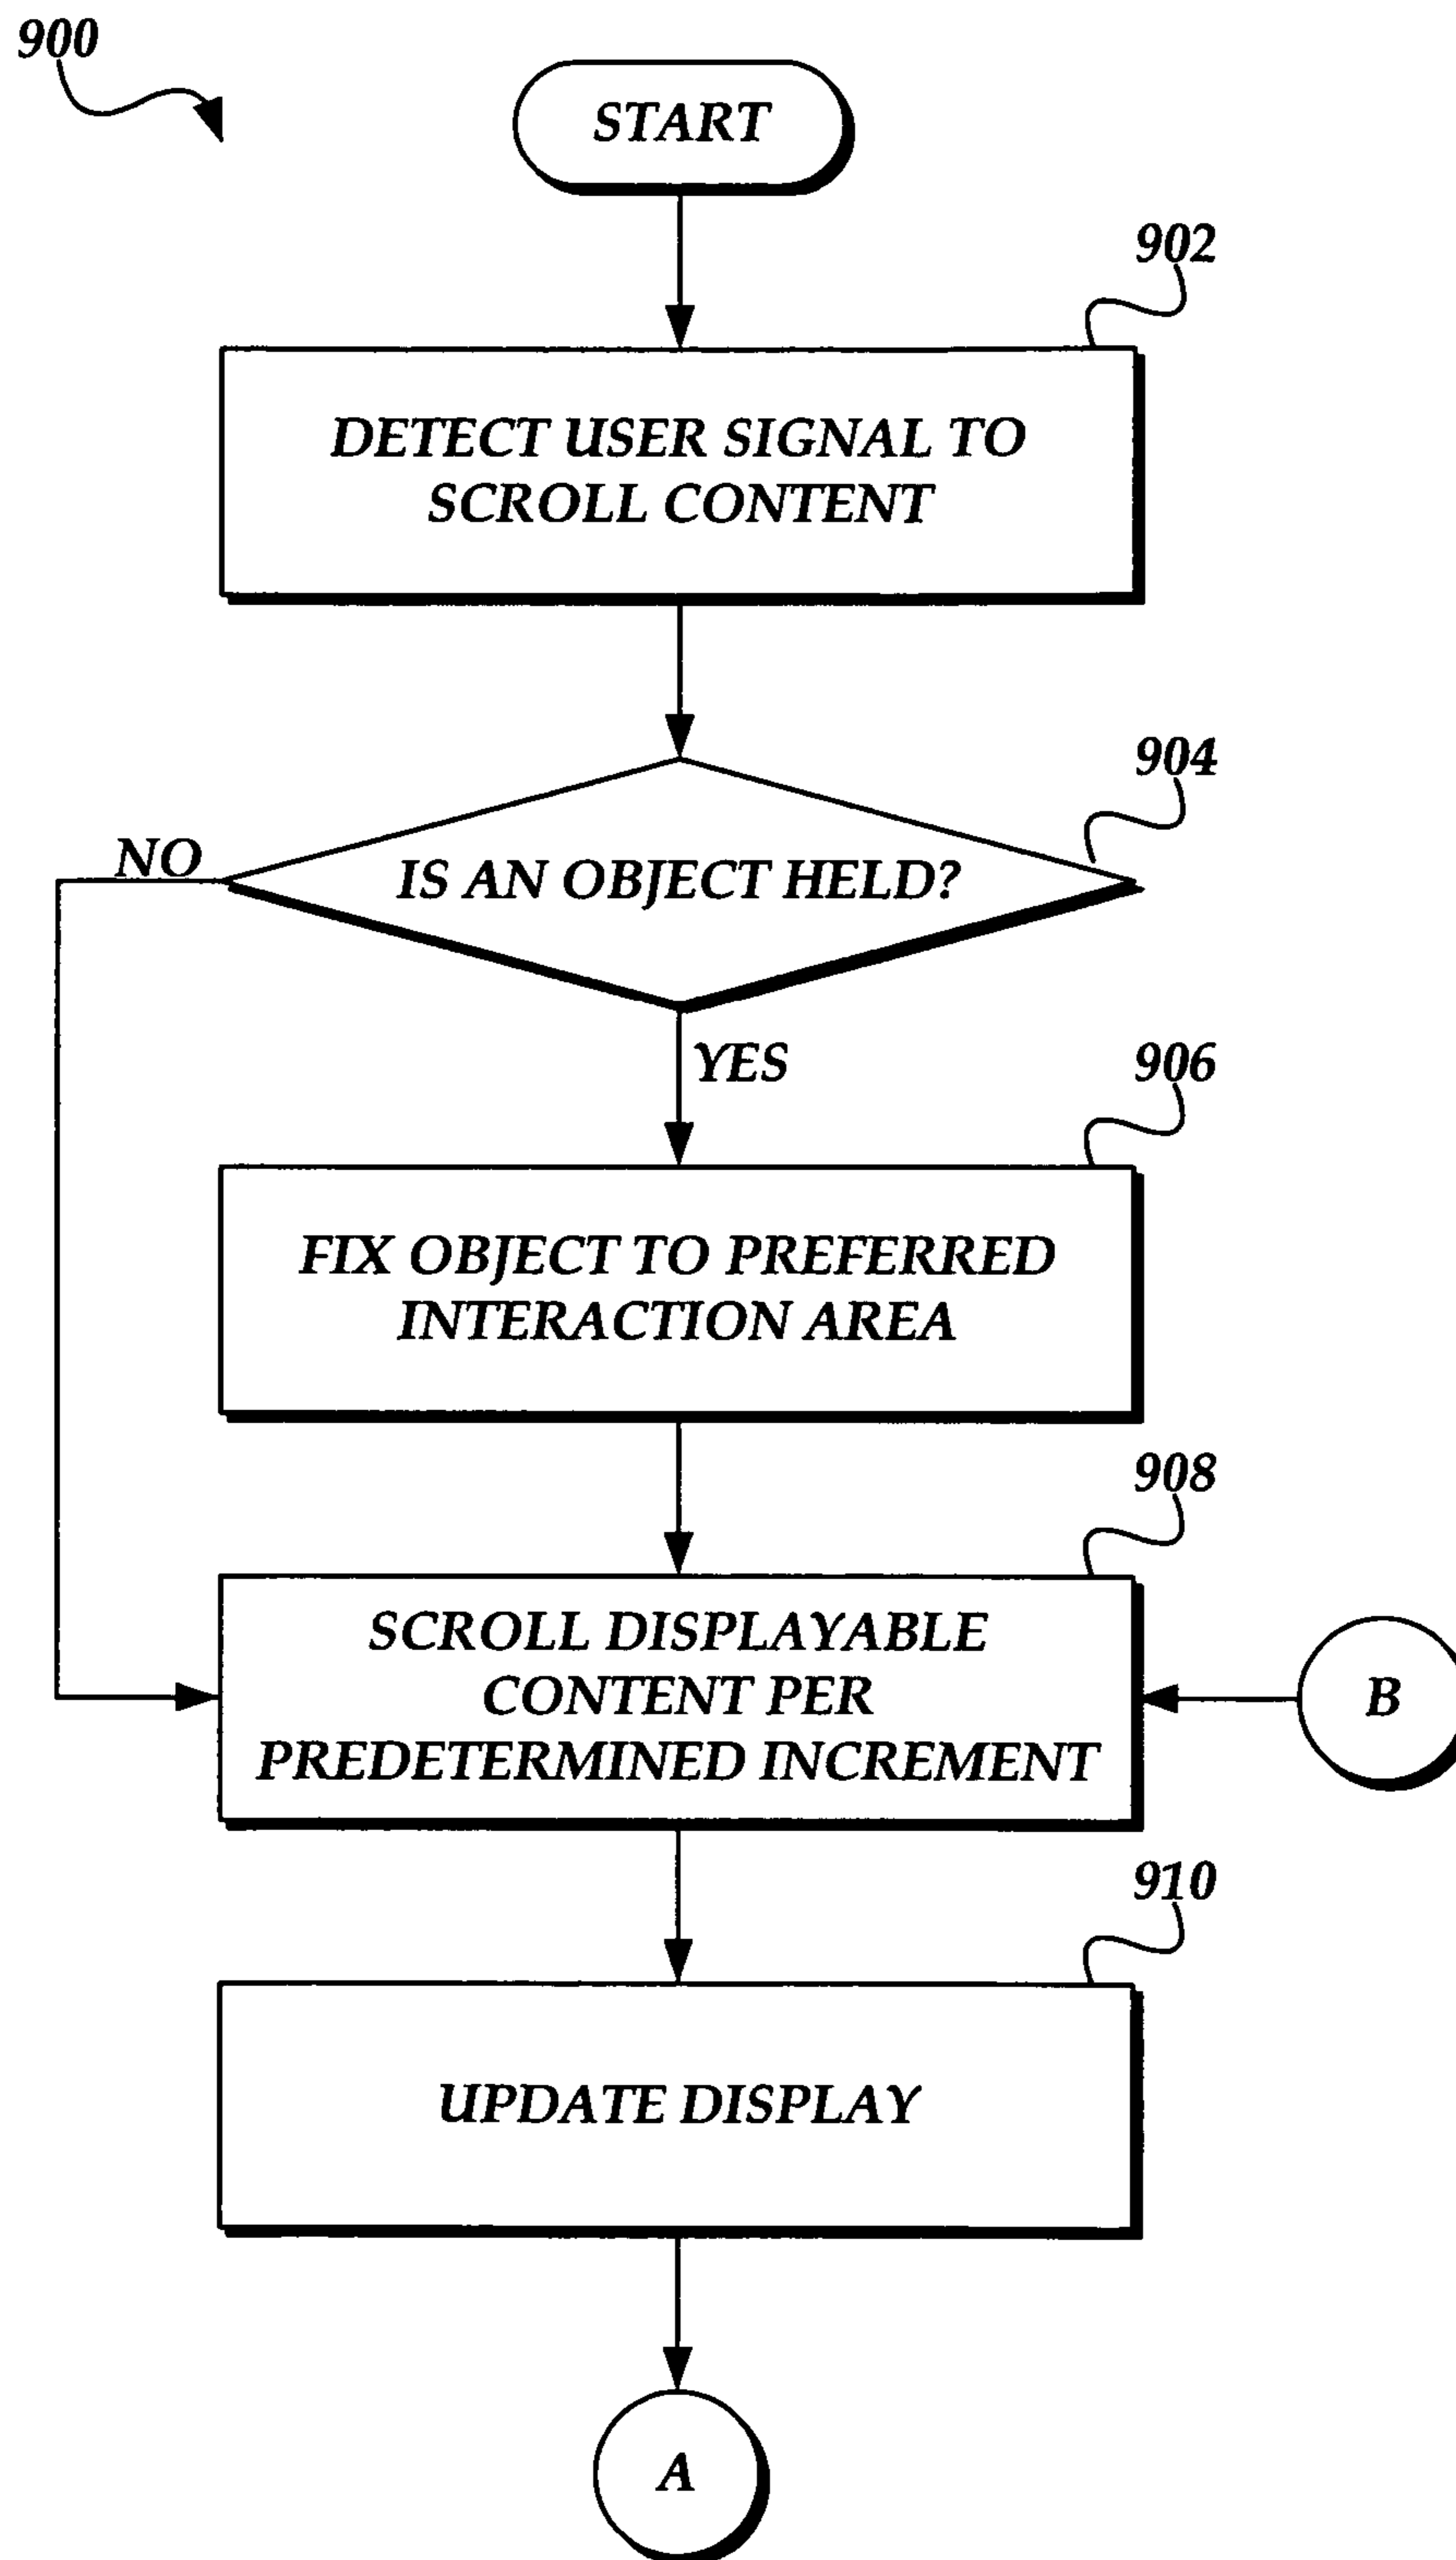 900
START
902
DETECT USER SIGNAL TO
SCROLL CONTENT
904
NO
IS AN OBJECT HELD?
YES
906
FIX OBJECT TO PREFERRED
INTERACTION AREA
908
SCROLL DISPLAYABLE
CONTENT PER
PREDETERMINED INCREMENT
B
910
UPDATE DISPLAY
A